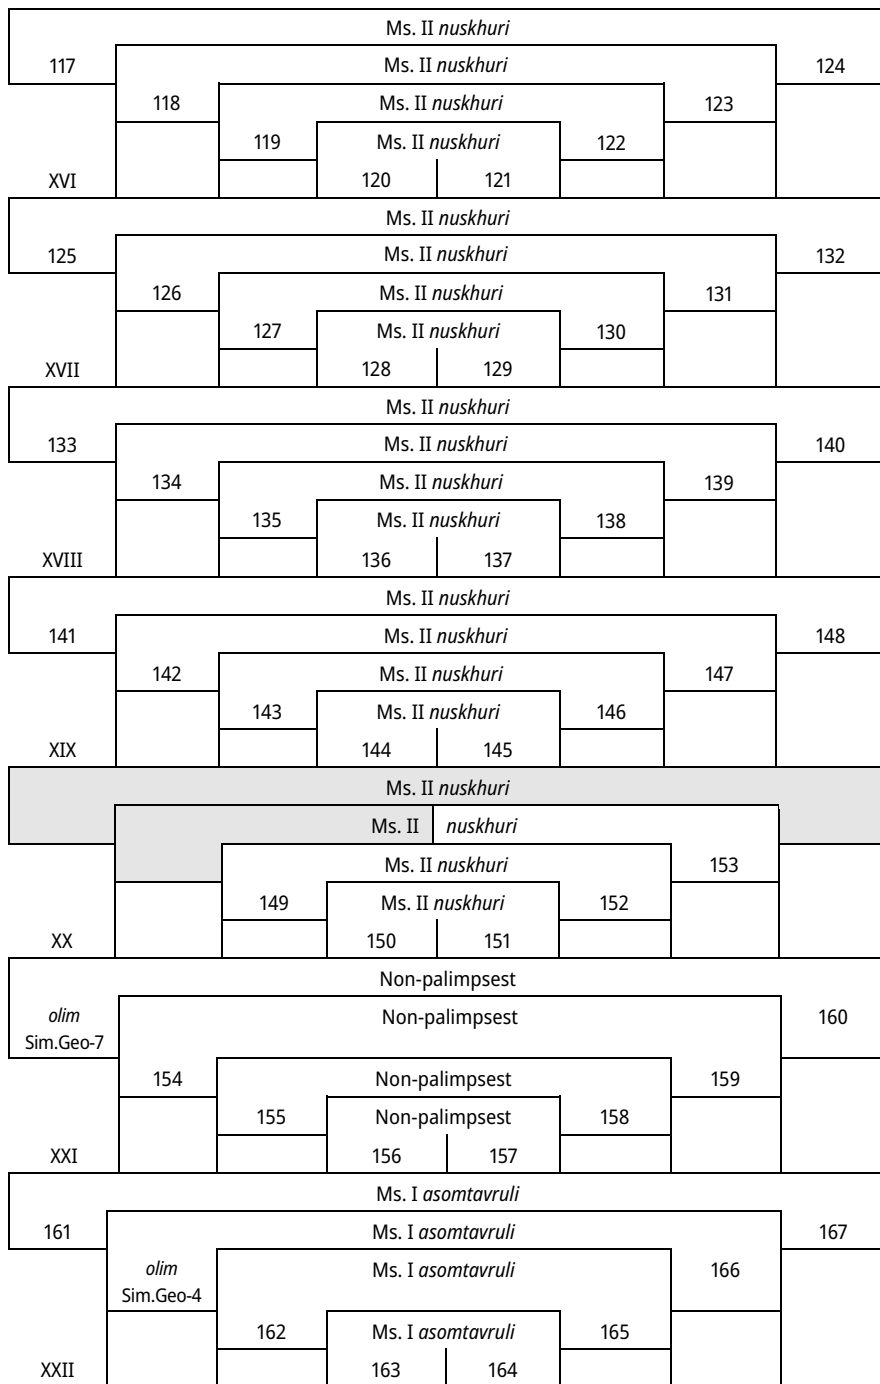 Ms. II nuskhuri
117 Ms. II nuskhuri 124
118 Ms. II nuskhuri 123
119 Ms. II nuskhuri 122
XVI 120 121
Ms. II nuskhuri
125 Ms. II nuskhuri 132
126 Ms. II nuskhuri 131
127 Ms. II nuskhuri 130
XVII 128 129
Ms. II nuskhuri
133 Ms. II nuskhuri 140
134 Ms. II nuskhuri 139
135 Ms. II nuskhuri 138
XVIII 136 137
Ms. II nuskhuri
141 Ms. II nuskhuri 148
142 Ms. II nuskhuri 147
143 Ms. II nuskhuri 146
XIX 144 145
Ms. II nuskhuri
Ms. II nuskhuri
Ms. II nuskhuri 153
149 Ms. II nuskhuri 152
XX 150 151
Non-palimpsest
olim Non-palimpsest 160
Sim.Geo-7
154 Non-palimpsest 159
155 Non-palimpsest 158
XXI 156 157
Ms. I asomtavruli
161 Ms. I asomtavruli 167
olim Ms. I asomtavruli 166
Sim.Geo-4
162 Ms. I asomtavruli 165
XXII 163 164